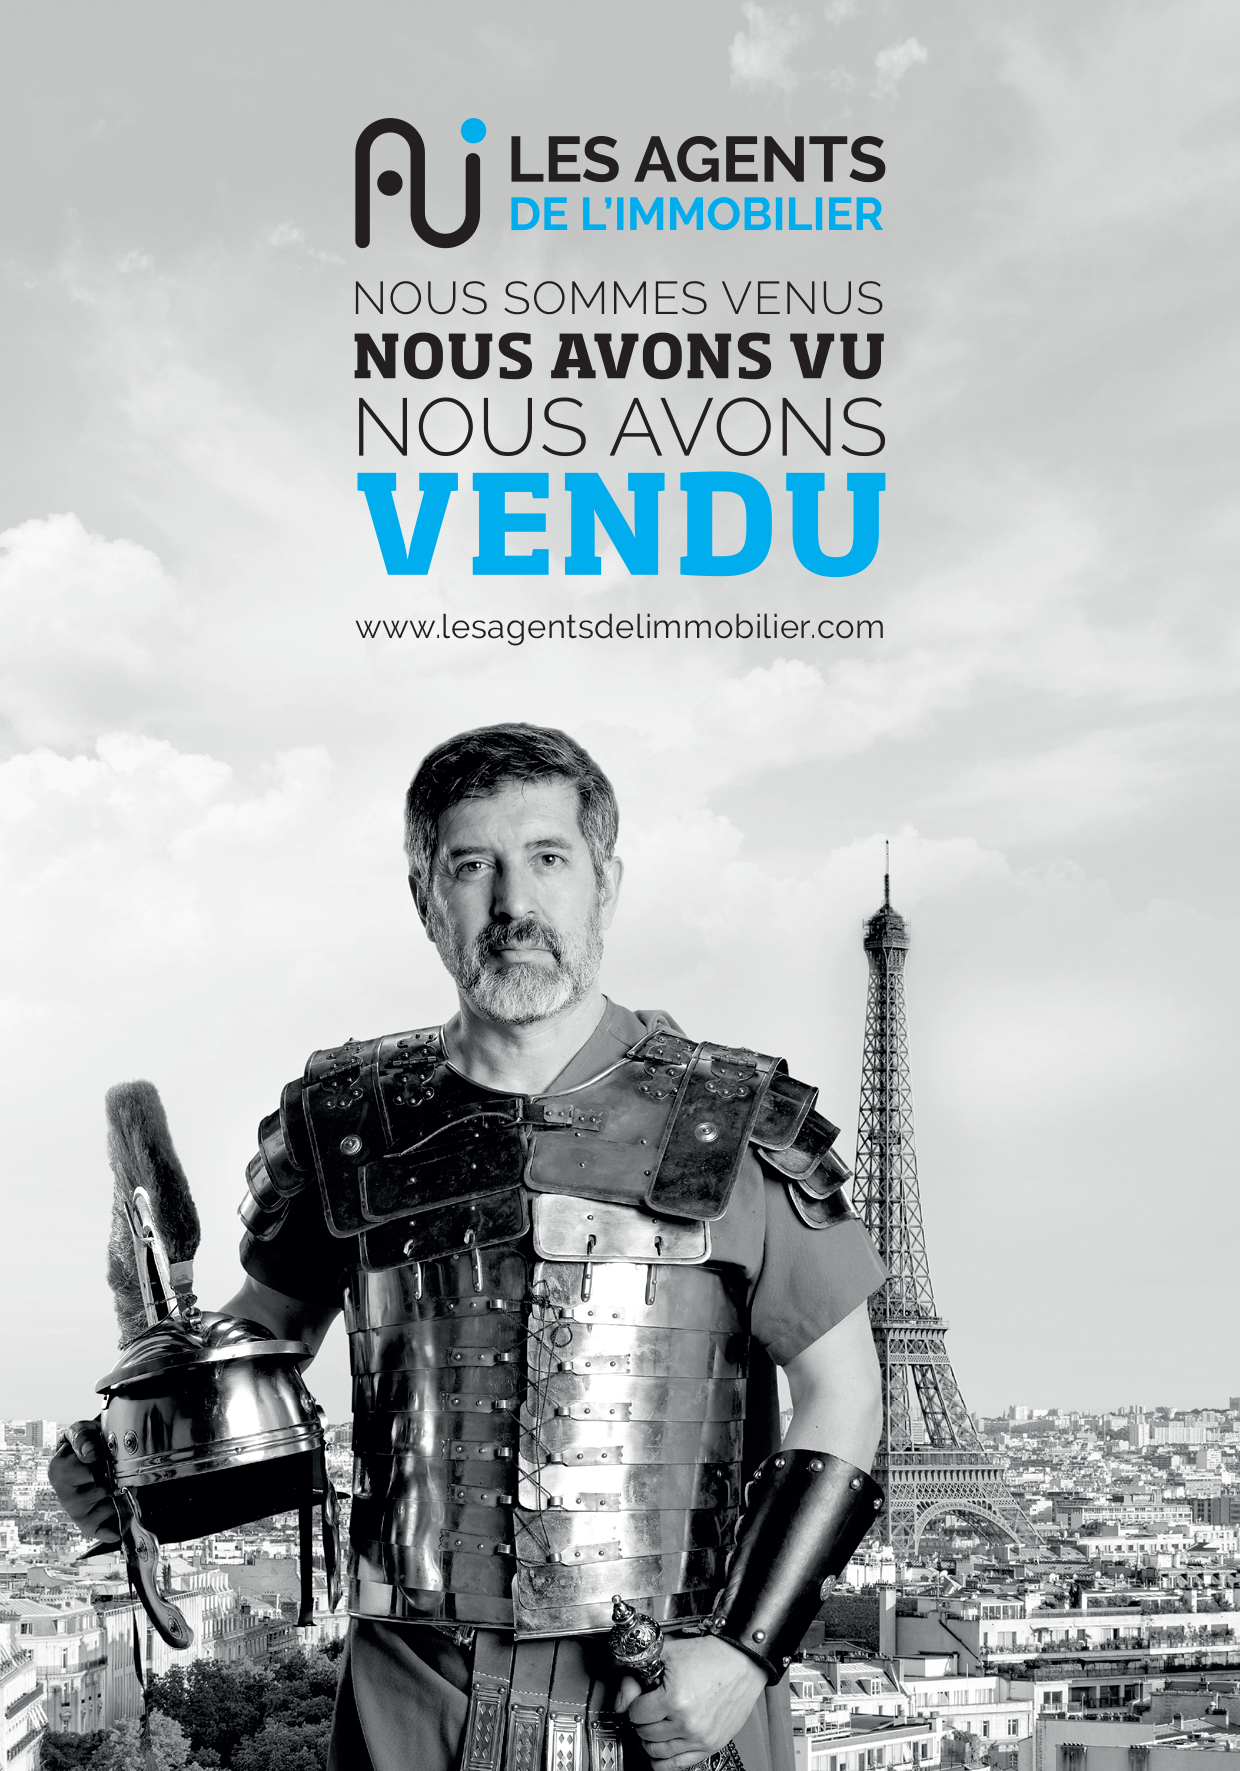 LES AGENTS
DE L'IMMOBILIER
NOUS SOMMES VENUS
NOUS AVONS VU
NOUS AVONS
VENDU
www.lesagentsdelimmobilier.com